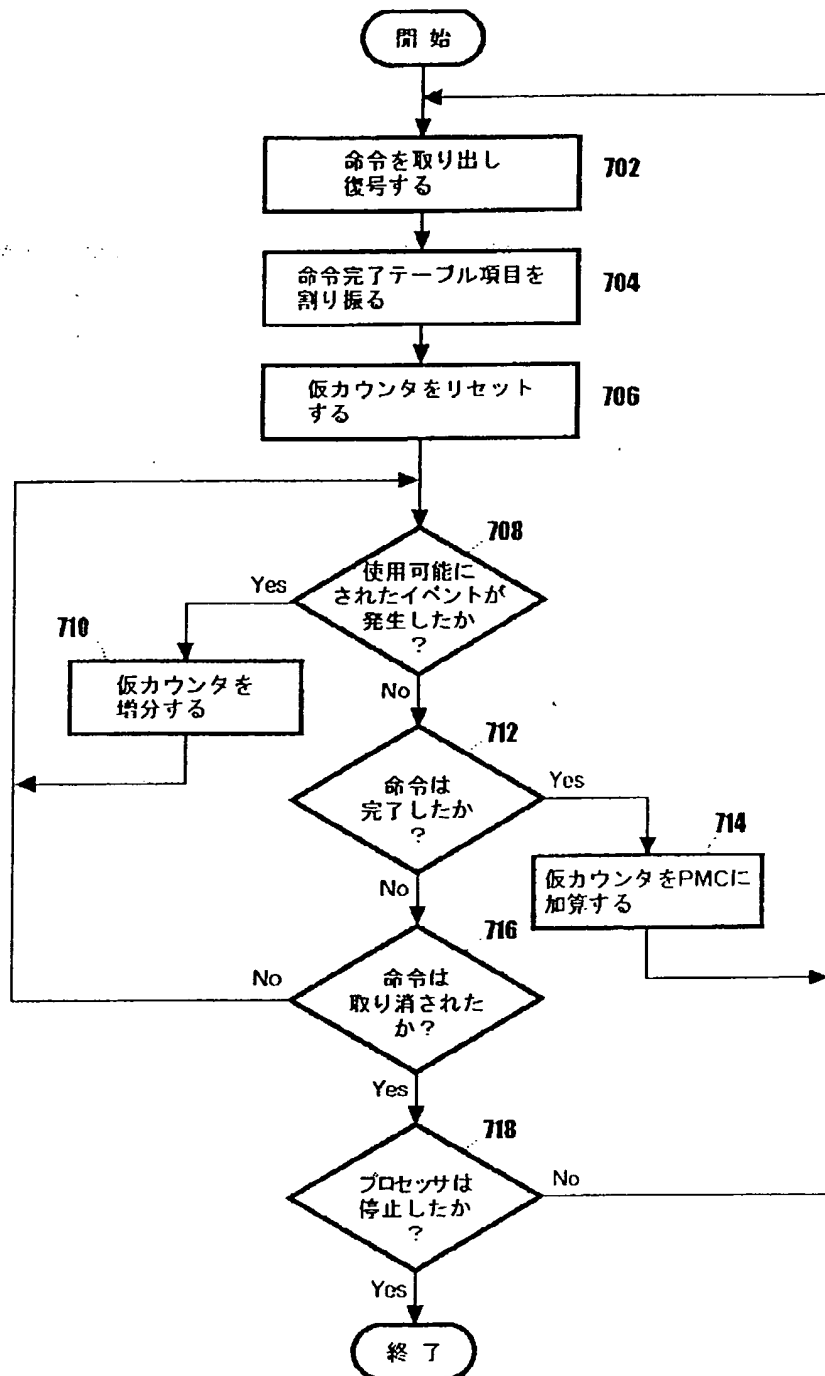 開始
命令を取り出し
復号する
702
命令完了テーブル項目を
割り振る
704
仮カウンタをリセット
する
706
708
使用可能に
されたイベントが
発生したか
?
Yes
No
710
仮カウンタを
増分する
712
命令は
完了したか
?
Yes
No
714
仮カウンタをPMCに
加算する
716
命令は
取り消された
か?
No
Yes
718
プロセッサは
停止したか
?
No
Yes
終了